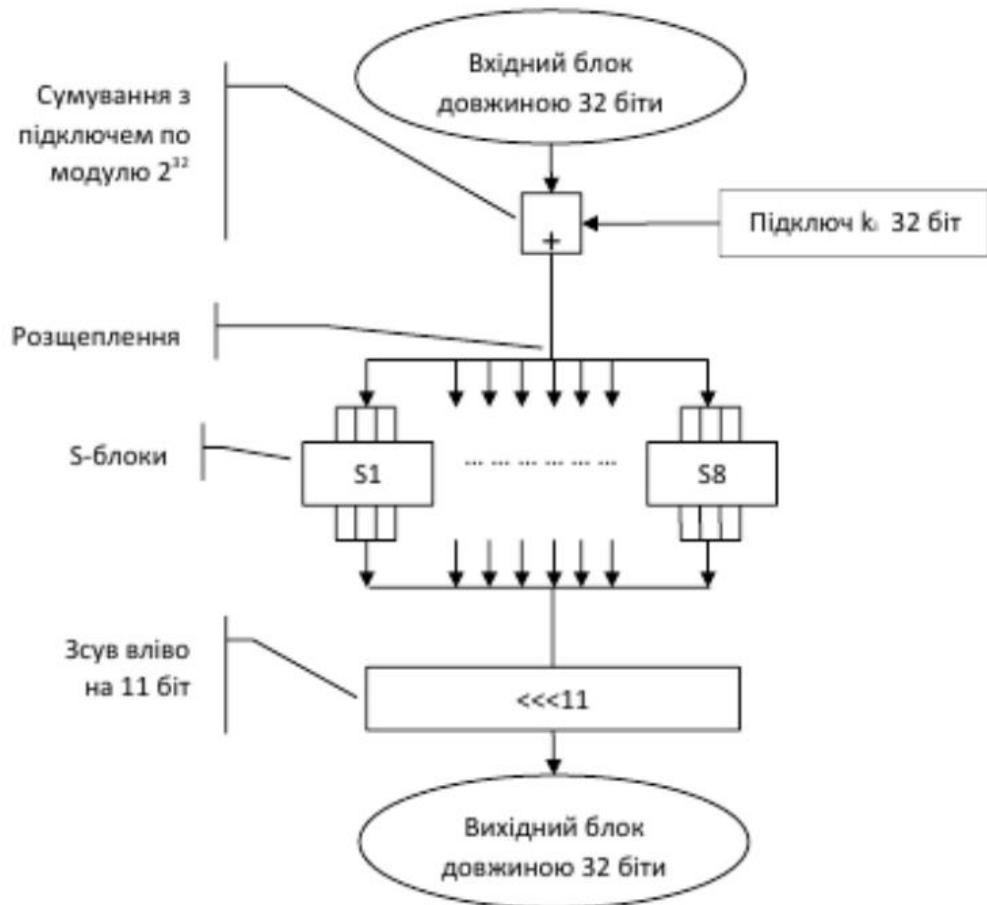 Вхідний блок
довжиною 32 біти
Сумування з
підключем по
модулю 2³²
+
Підключ kᵢ 32 біт
Розщеплення
S-блоки
S1
... ... ... ... ... ...
S8
Зсув вліво
на 11 біт
<<<11
Вихідний блок
довжиною 32 біти